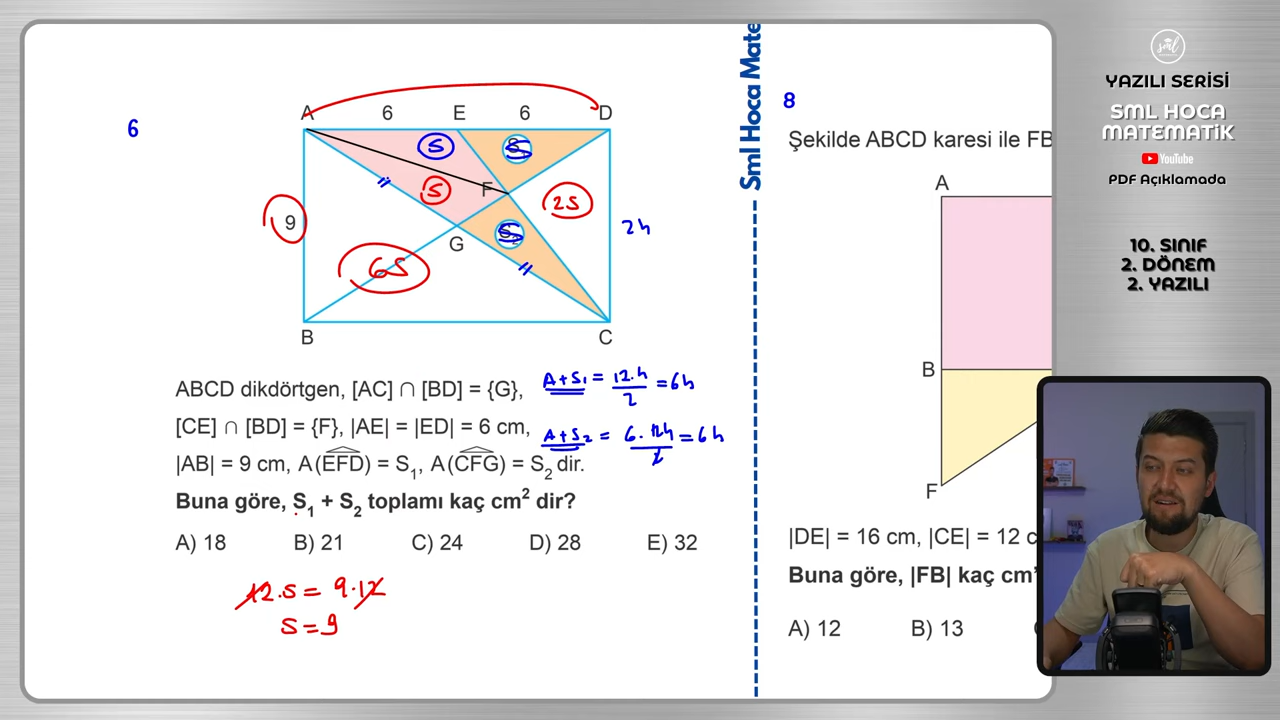 6
A 6 E 6 D
S S
F
S 2S
9 S2 2h
G
6S
B C
ABCD dikdörtgen, [AC] ∩ [BD] = {G},
A+S1 = 12.h/2 = 6h
[CE] ∩ [BD] = {F}, |AE| = |ED| = 6 cm,
A+S2 = 6.12h/2 = 6h
|AB| = 9 cm, A(EFD) = S1, A(CFG) = S2 dir.
Buna göre, S1 + S2 toplamı kaç cm2 dir?
A) 18 B) 21 C) 24 D) 28 E) 32
12.S = 9.12
S = 9
Sml Hoca Mate
8
Şekilde ABCD karesi ile FB
A
B
F
|DE| = 16 cm, |CE| = 12 c
Buna göre, |FB| kaç cm'
A) 12 B) 13
sml
YAZILI SERİSİ
SML HOCA
MATEMATİK
YouTube
PDF Açıklamada
10. SINIF
2. DÖNEM
2. YAZILI